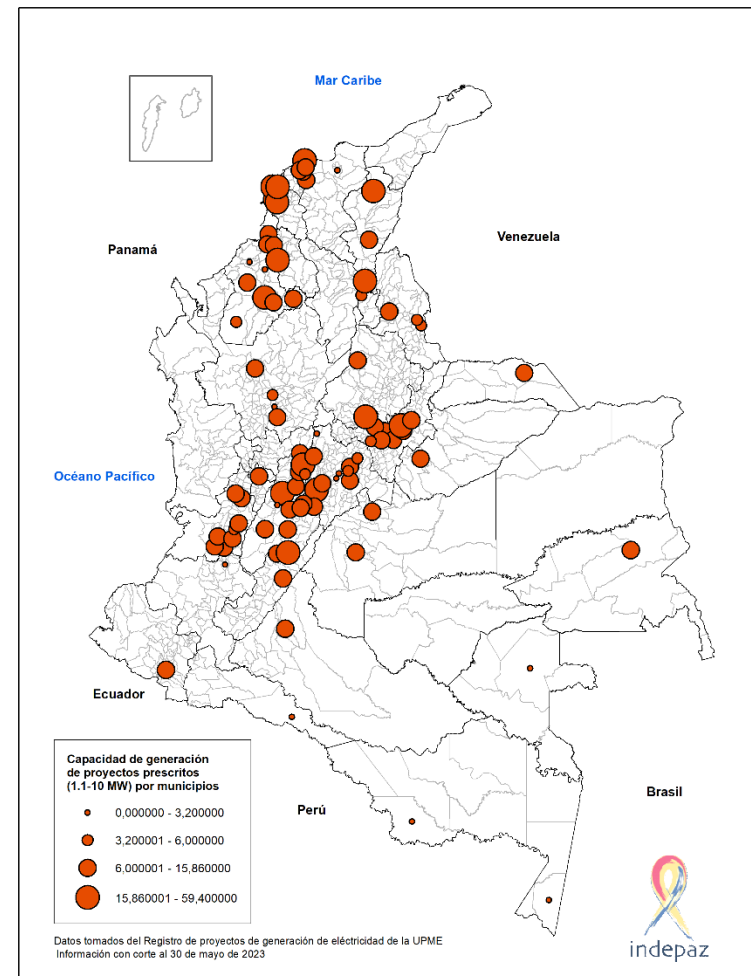 Mar Caribe
Panamá
Venezuela
Océano Pacífico
Ecuador
Perú
Brasil
Capacidad de generación
de proyectos prescritos
(1.1-10 MW) por municipios
0,000000 - 3,200000
3,200001 - 6,000000
6,000001 - 15,860000
15,860001 - 59,400000
Datos tomados del Registro de proyectos de generación de eléctricidad de la UPME
Información con corte al 30 de mayo de 2023
indepaz